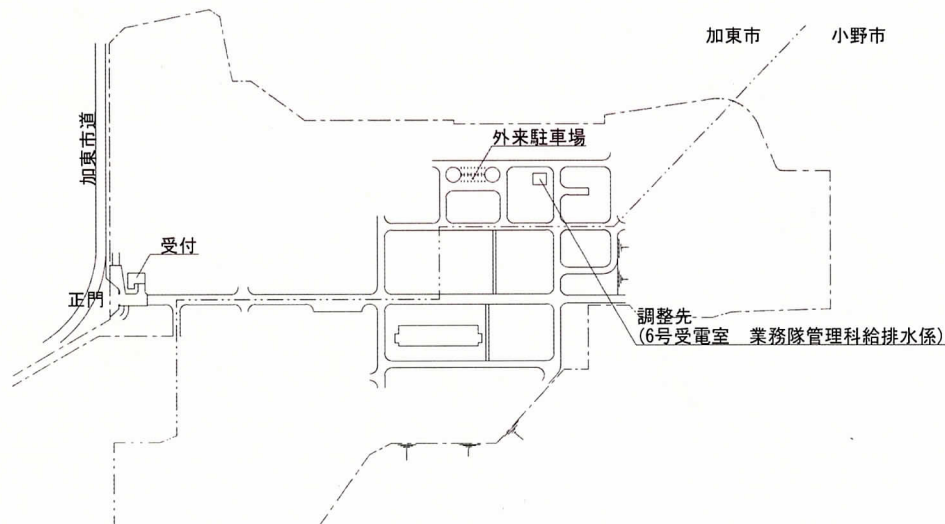 加東市
小野市
加東市道
外来駐車場
受付
正門
調整先
(6号受電室　業務隊管理科給排水係)